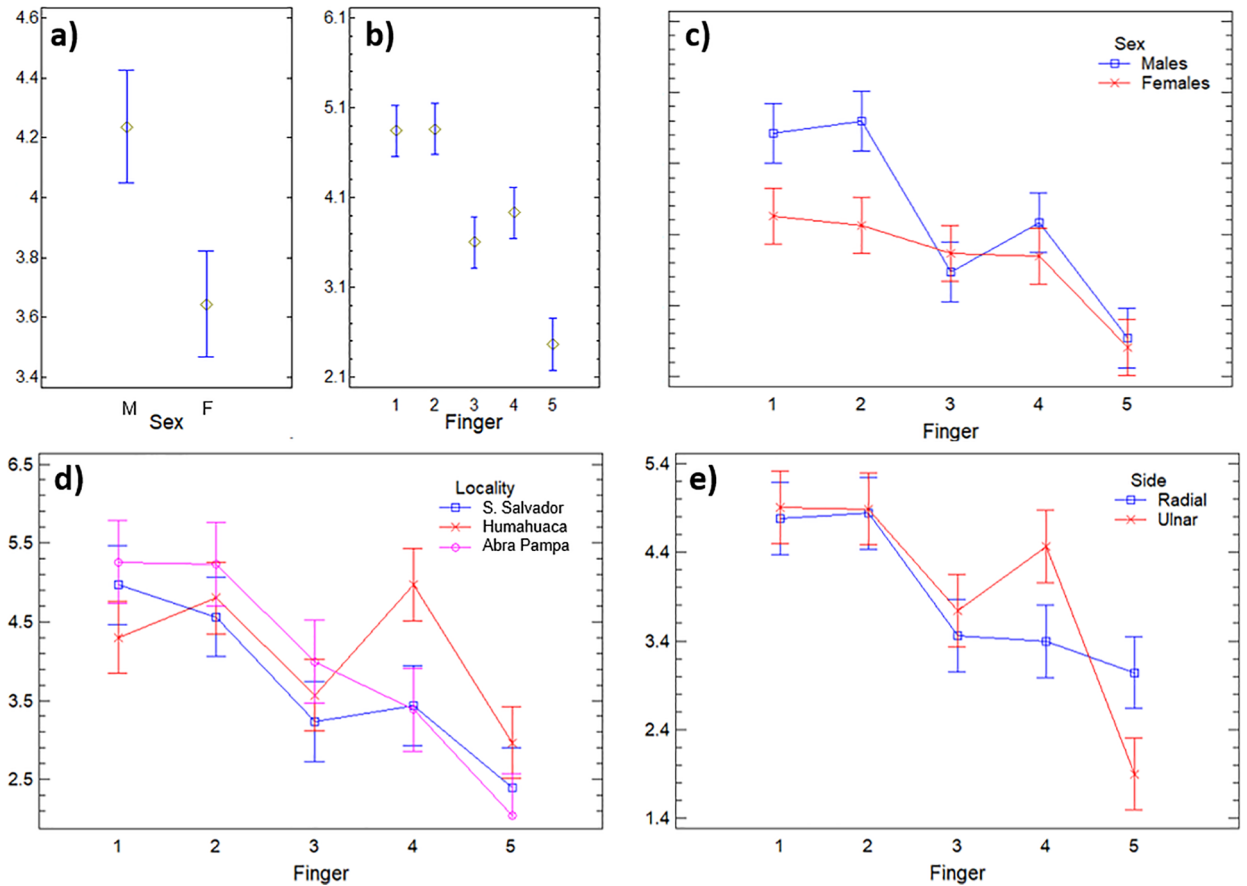 a)
4.6
4.4
4.2
4
3.8
3.6
3.4
M F
Sex
b)
6.1
5.1
4.1
3.1
2.1
1 2 3 4 5
Finger
c)
Sex
Males
Females
1 2 3 4 5
Finger
d)
6.5
5.5
4.5
3.5
2.5
Locality
S. Salvador
Humahuaca
Abra Pampa
1 2 3 4 5
Finger
e)
5.4
4.4
3.4
2.4
1.4
Side
Radial
Ulnar
1 2 3 4 5
Finger